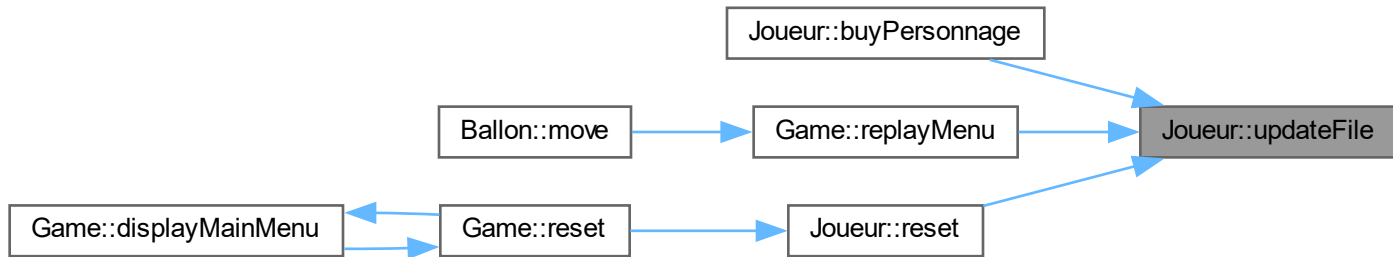 Joueur::buyPersonnage
Ballon::move
Game::replayMenu
Joueur::updateFile
Game::displayMainMenu
Game::reset
Joueur::reset